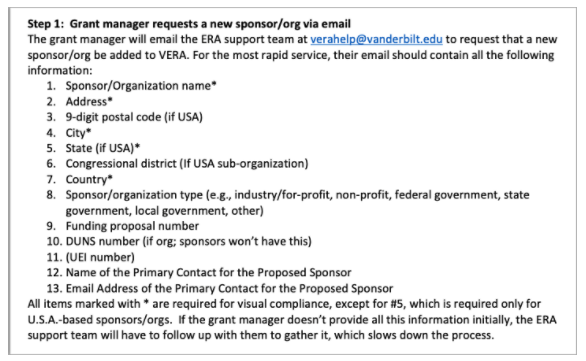 Step 1:  Grant manager requests a new sponsor/org via email
The grant manager will email the ERA support team at verahelp@vanderbilt.edu to request that a new
sponsor/org be added to VERA. For the most rapid service, their email should contain all the following
information:
1. Sponsor/Organization name*
2. Address*
3. 9-digit postal code (if USA)
4. City*
5. State (if USA)*
6. Congressional district (If USA sub-organization)
7. Country*
8. Sponsor/organization type (e.g., industry/for-profit, non-profit, federal government, state
government, local government, other)
9. Funding proposal number
10. DUNS number (if org; sponsors won't have this)
11. (UEI number)
12. Name of the Primary Contact for the Proposed Sponsor
13. Email Address of the Primary Contact for the Proposed Sponsor
All items marked with * are required for visual compliance, except for #5, which is required only for
U.S.A.-based sponsors/orgs.  If the grant manager doesn't provide all this information initially, the ERA
support team will have to follow up with them to gather it, which slows down the process.